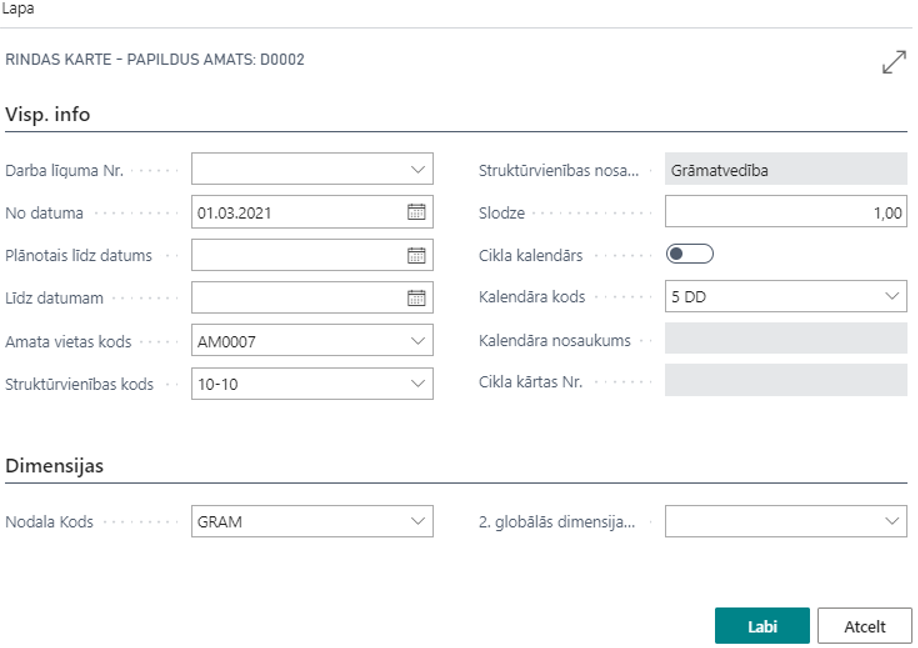 Lapa
RINDAS KARTE - PAPILDUS AMATS: D0002
Visp. info
Darba līguma Nr.
No datuma 01.03.2021
Plānotais līdz datums
Līdz datumam
Amata vietas kods AM0007
Struktūrvienības kods 10-10
Struktūrvienības nosa... Grāmatvedība
Slodze 1,00
Cikla kalendārs
Kalendāra kods 5 DD
Kalendāra nosaukums
Cikla kārtas Nr.
Dimensijas
Nodala Kods GRAM
2. globālās dimensija...
Labi
Atcelt